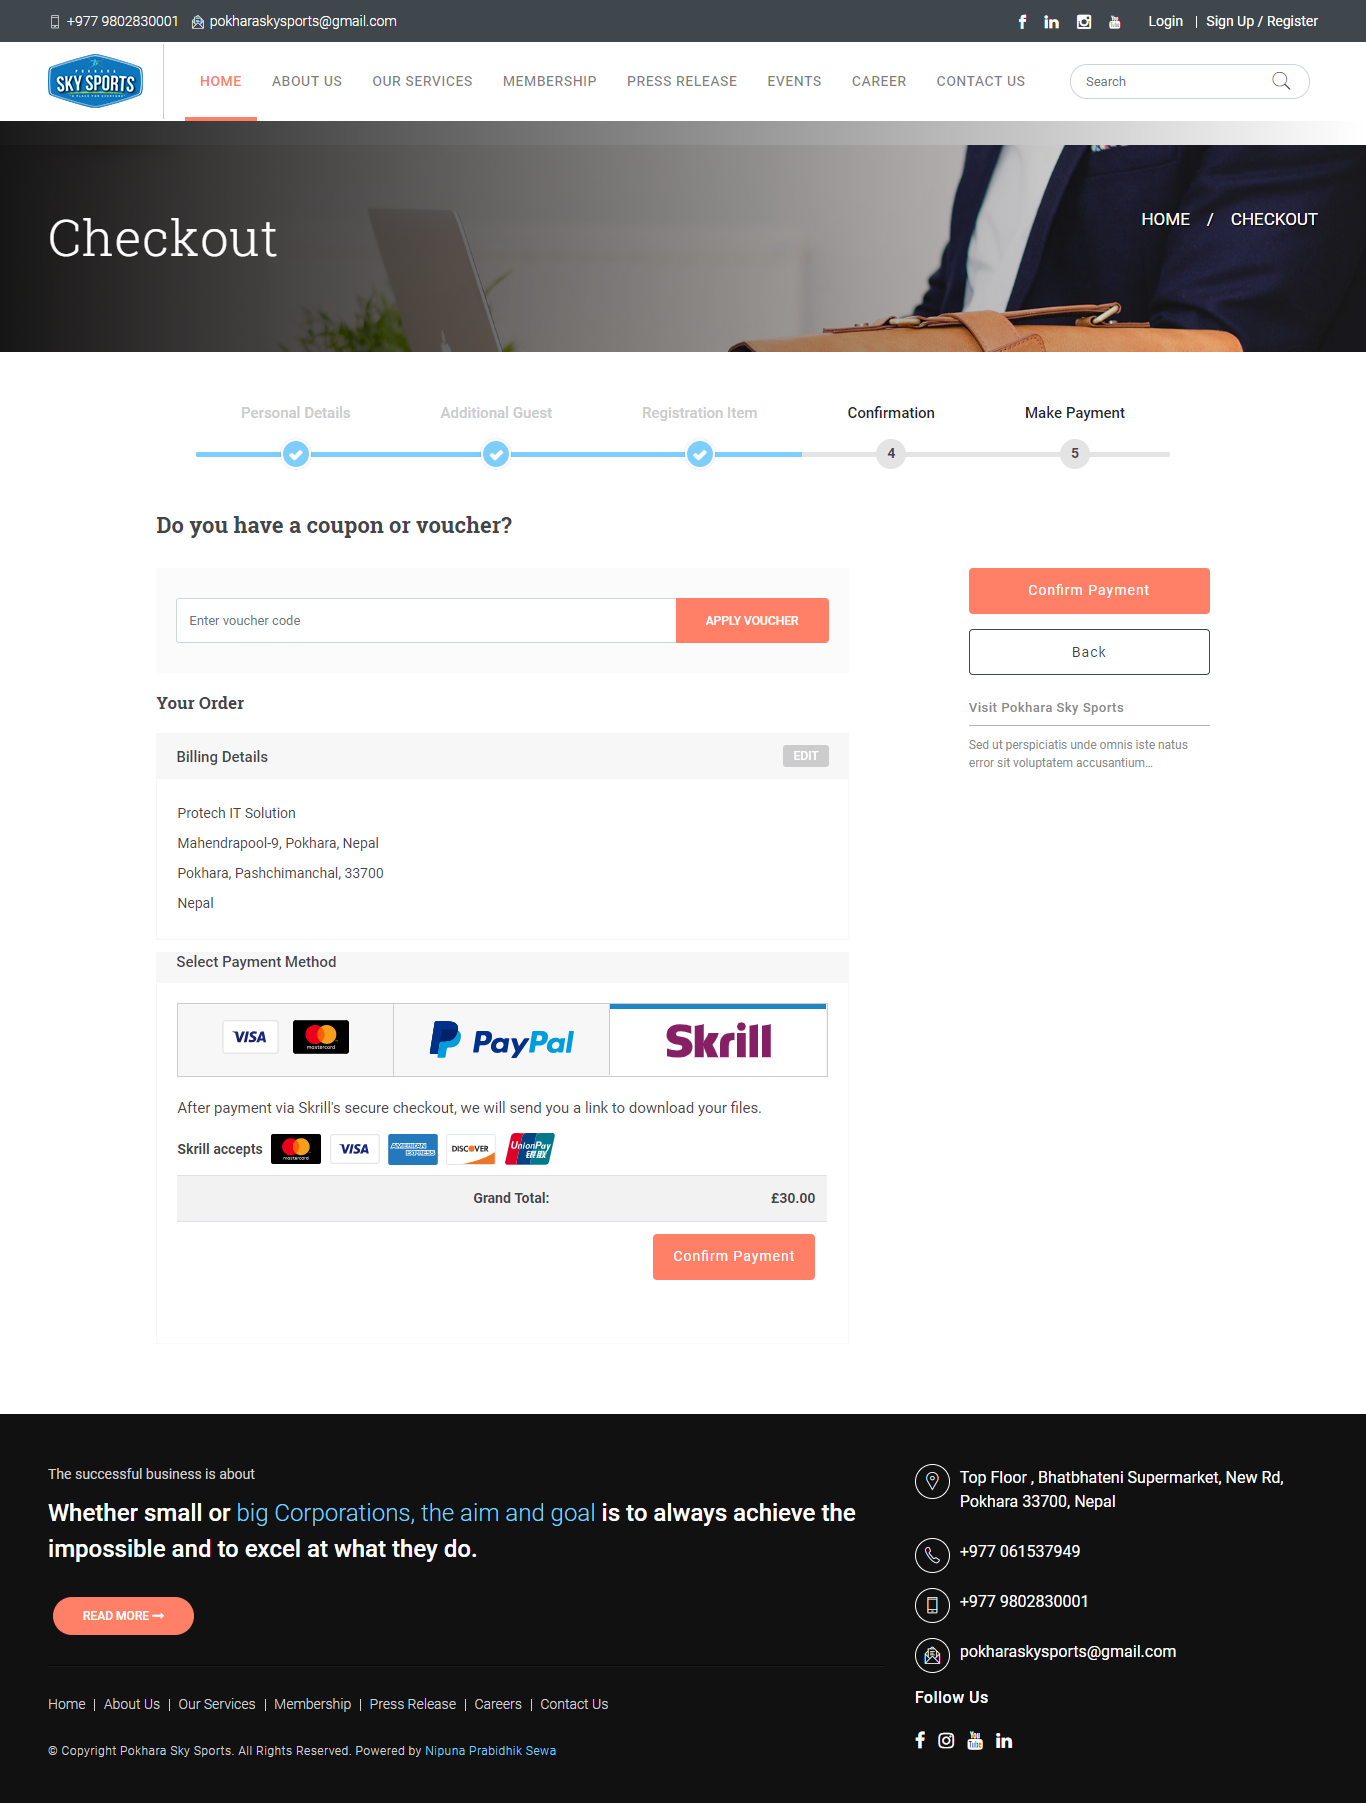 +977 9802830001 pokharaskysports@gmail.com
Login | Sign Up / Register
POKHARA
SKY SPORTS
HOME ABOUT US OUR SERVICES MEMBERSHIP PRESS RELEASE EVENTS CAREER CONTACT US
Search
Checkout
HOME / CHECKOUT
Personal Details Additional Guest Registration Item Confirmation Make Payment
4 5
Do you have a coupon or voucher?
Enter voucher code
APPLY VOUCHER
Confirm Payment
Back
Visit Pokhara Sky Sports
Sed ut perspiciatis unde omnis iste natus
error sit voluptatem accusantium...
Your Order
Billing Details
EDIT
Protech IT Solution
Mahendrapool-9, Pokhara, Nepal
Pokhara, Pashchimanchal, 33700
Nepal
Select Payment Method
VISA mastercard PayPal Skrill
After payment via Skrill's secure checkout, we will send you a link to download your files.
Skrill accepts mastercard VISA AMERICAN EXPRESS DISCOVER UnionPay 银联
Grand Total: £30.00
Confirm Payment
The successful business is about
Whether small or big Corporations, the aim and goal is to always achieve the
impossible and to excel at what they do.
READ MORE
Home | About Us | Our Services | Membership | Press Release | Careers | Contact Us
© Copyright Pokhara Sky Sports. All Rights Reserved. Powered by Nipuna Prabidhik Sewa
Top Floor , Bhatbhateni Supermarket, New Rd,
Pokhara 33700, Nepal
+977 061537949
+977 9802830001
pokharaskysports@gmail.com
Follow Us